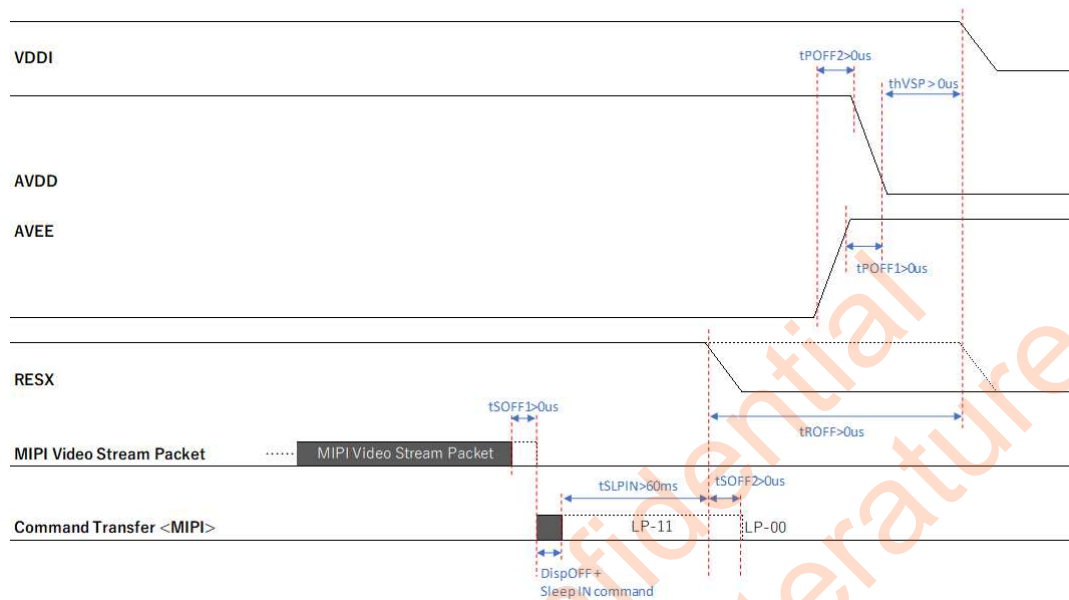 VDDI
tPOFF2>0us
thVSP > 0us
AVDD
AVEE
tPOFF1>0us
RESX
tSOFF1>0us
tROFF>0us
MIPI Video Stream Packet ...... MIPI Video Stream Packet
tSLPIN>60ms tSOFF2>0us
Command Transfer <MIPI> LP-11 LP-00
DispOFF +
Sleep IN command